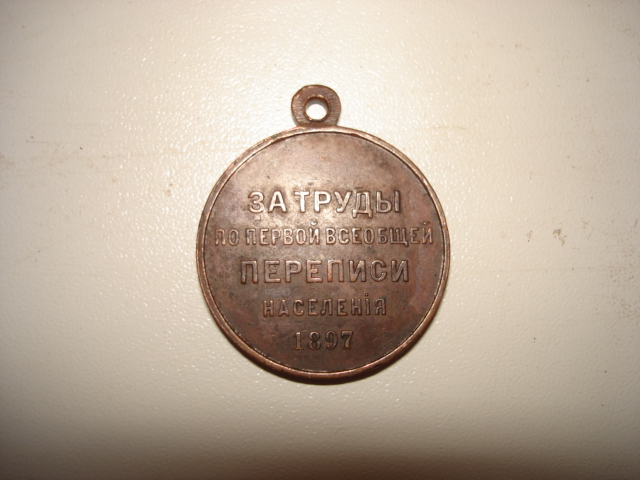 ЗА ТРУДЫ
ПО ПЕРВОЙ ВСЕОБЩЕЙ
ПЕРЕПИСИ
НАСЕЛЕНІЯ
1897